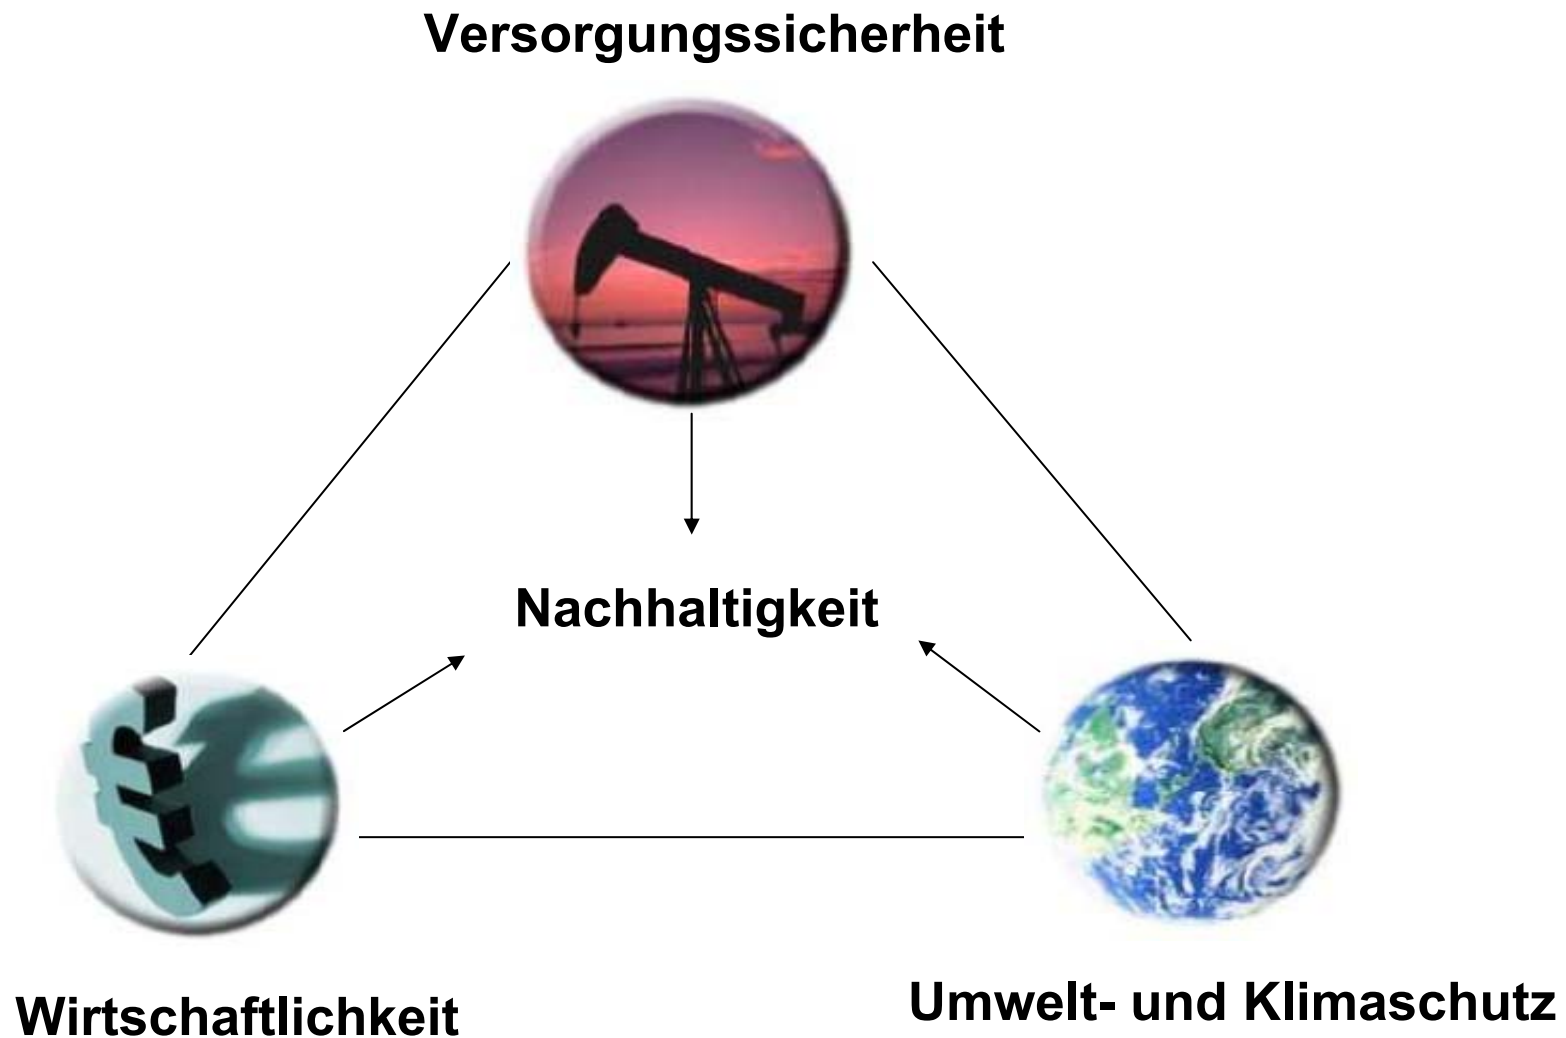 Versorgungssicherheit
Nachhaltigkeit
Wirtschaftlichkeit
Umwelt- und Klimaschutz